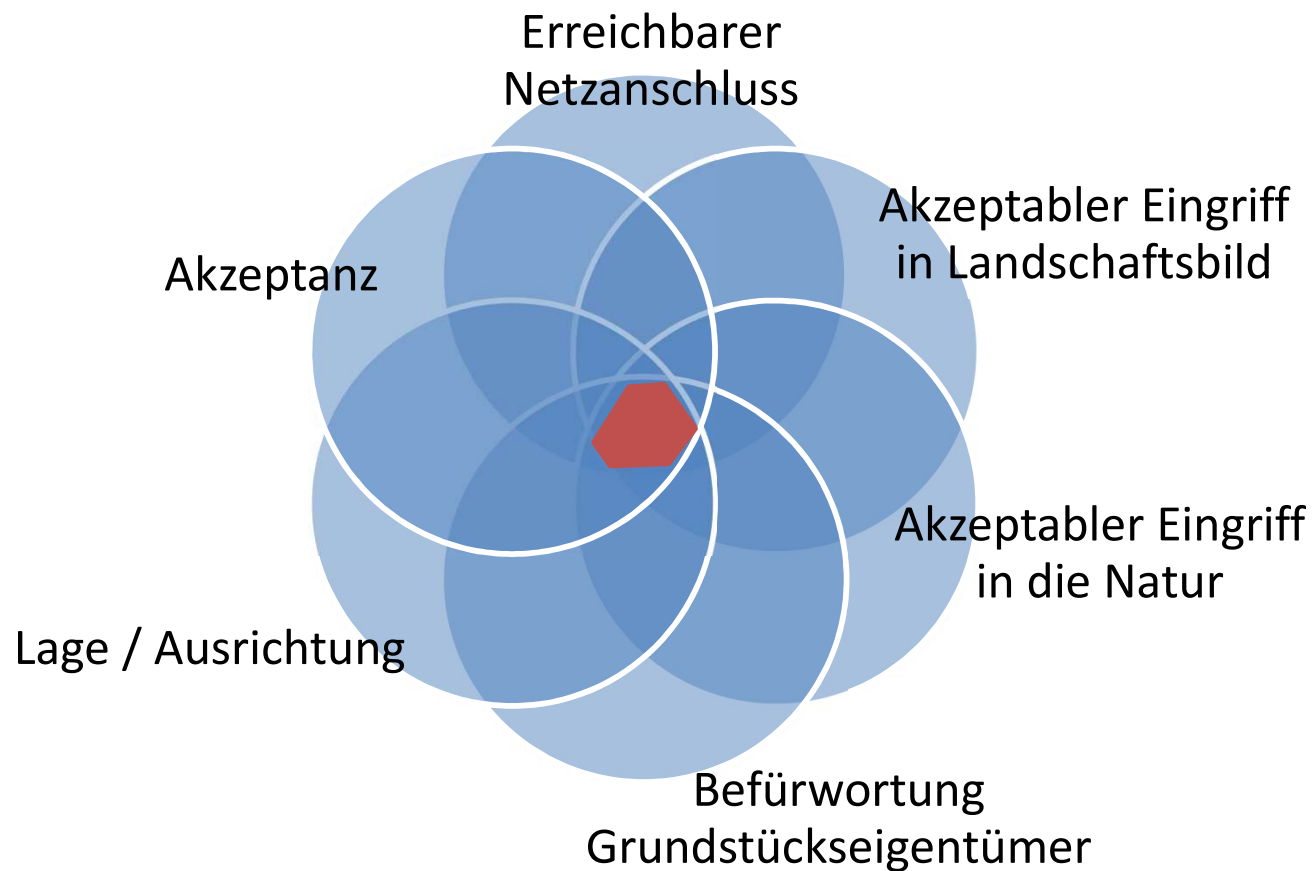 Erreichbarer
Netzanschluss
Akzeptabler Eingriff
in Landschaftsbild
Akzeptanz
Akzeptabler Eingriff
in die Natur
Lage / Ausrichtung
Befürwortung
Grundstückseigentümer